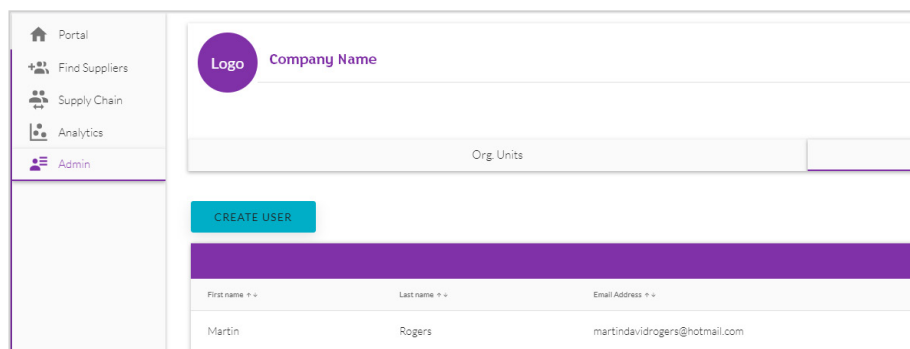 Portal
Find Suppliers
Supply Chain
Analytics
Admin
Logo
Company Name
Org. Units
CREATE USER
First name ↑↓ Last name ↑↓ Email Address ↑↓
Martin Rogers martindavidrogers@hotmail.com